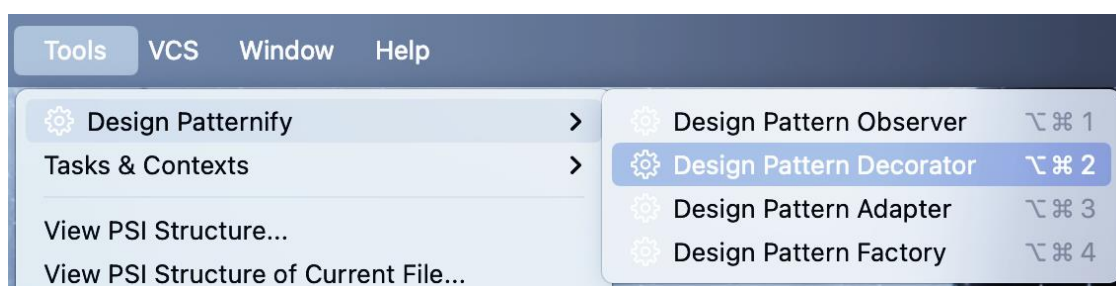 Tools VCS Window Help
Design Patternify
Tasks & Contexts
View PSI Structure...
View PSI Structure of Current File...
Design Pattern Observer ⌥⌘1
Design Pattern Decorator ⌥⌘2
Design Pattern Adapter ⌥⌘3
Design Pattern Factory ⌥⌘4